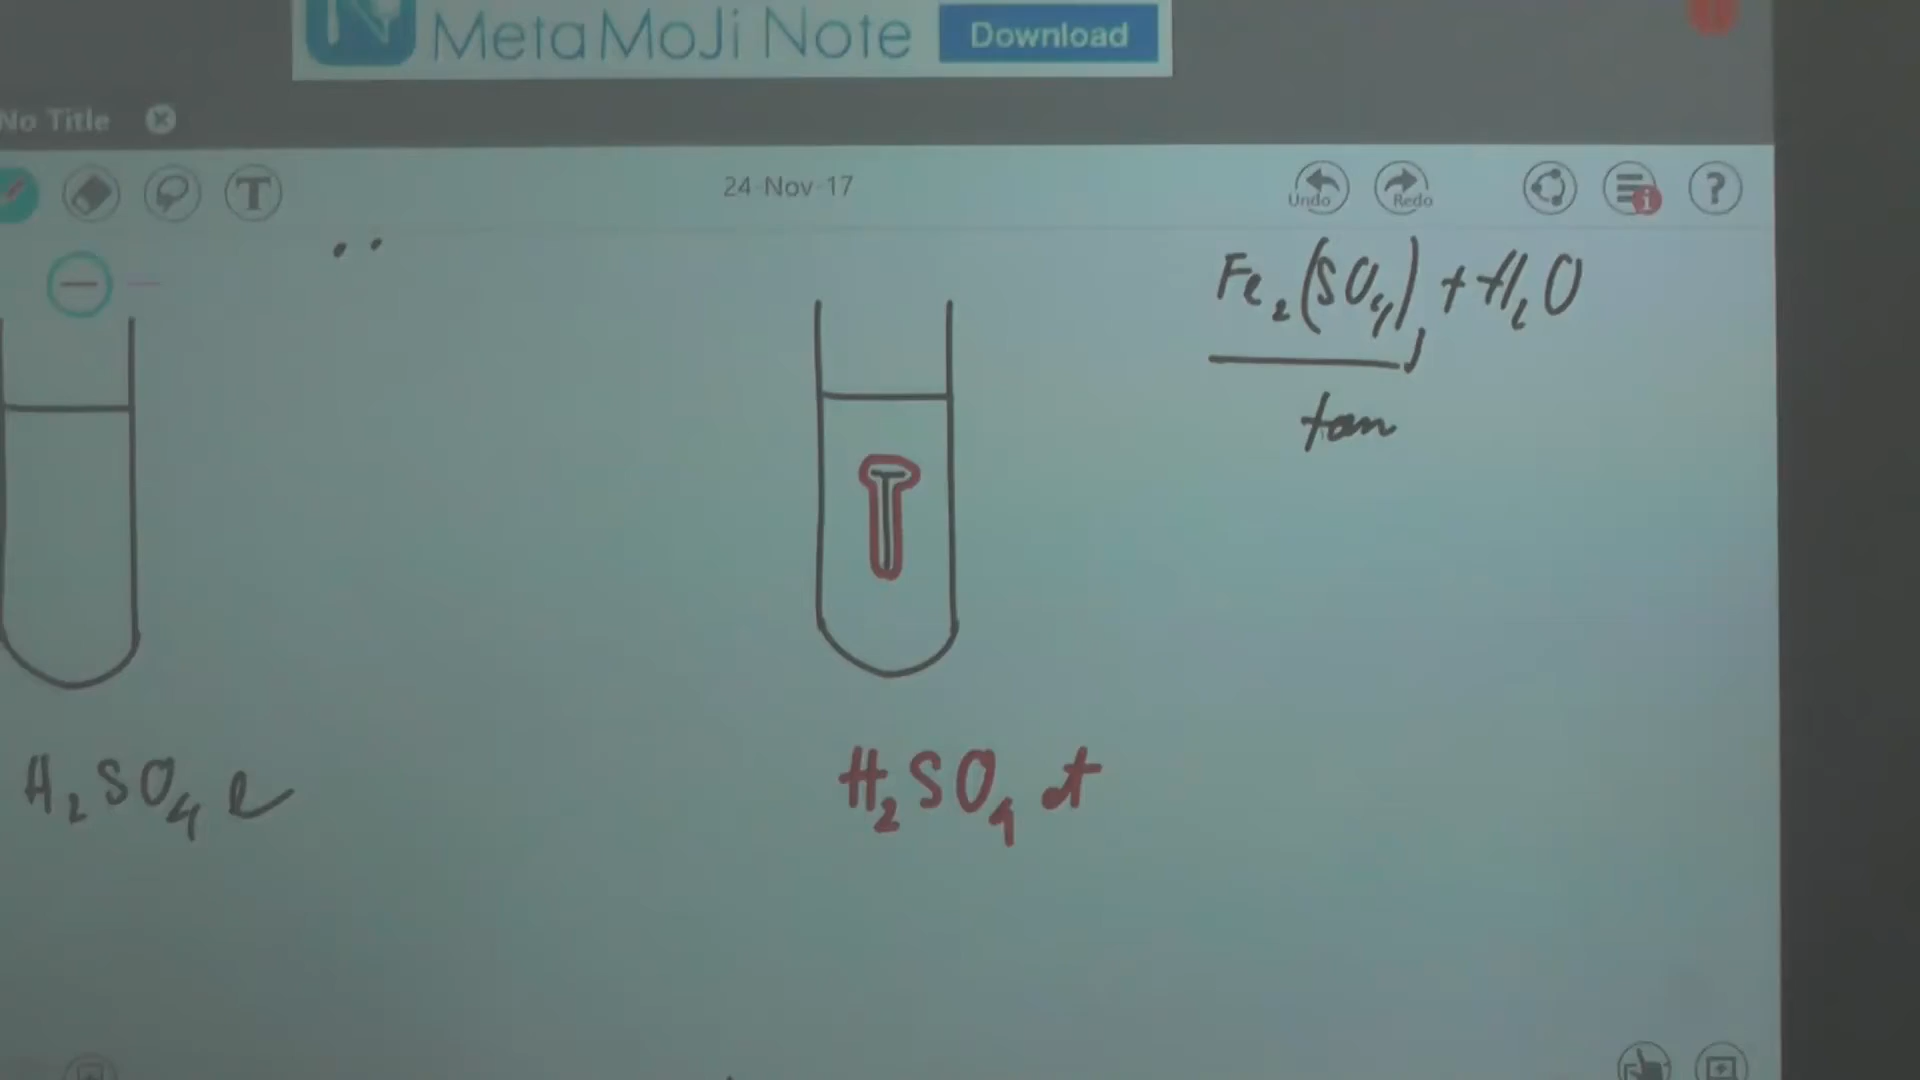 MetaMoJi Note Download
No Title
T 24-Nov-17 Undo Redo ?
Fe₂(SO₄)₃ + H₂O
tan
H₂SO₄ l
H₂SO₄ đ